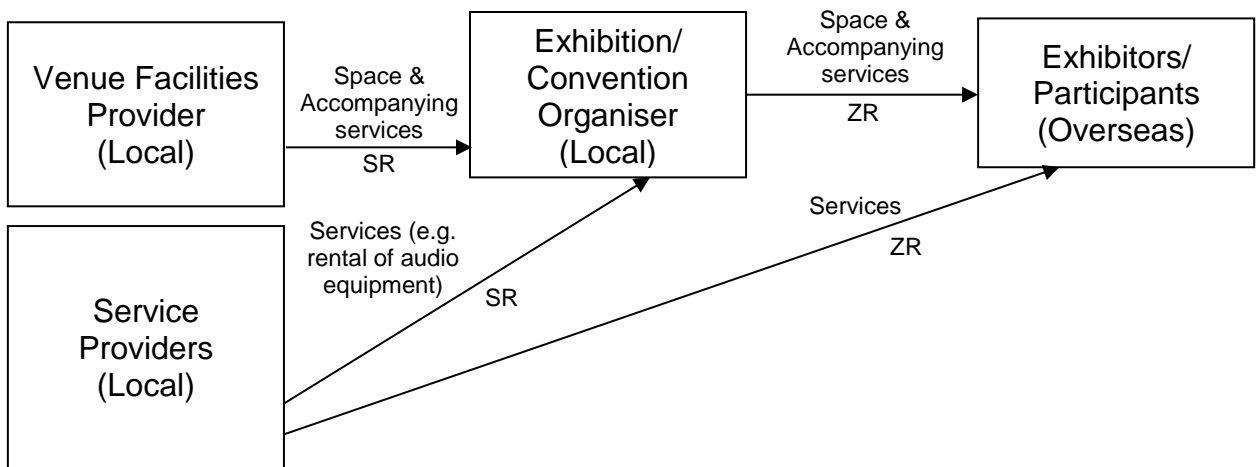 Venue Facilities
Provider
(Local)
Space &
Accompanying
services
SR
Exhibition/
Convention
Organiser
(Local)
Space &
Accompanying
services
ZR
Exhibitors/
Participants
(Overseas)
Service
Providers
(Local)
Services (e.g.
rental of audio
equipment)
SR
Services
ZR